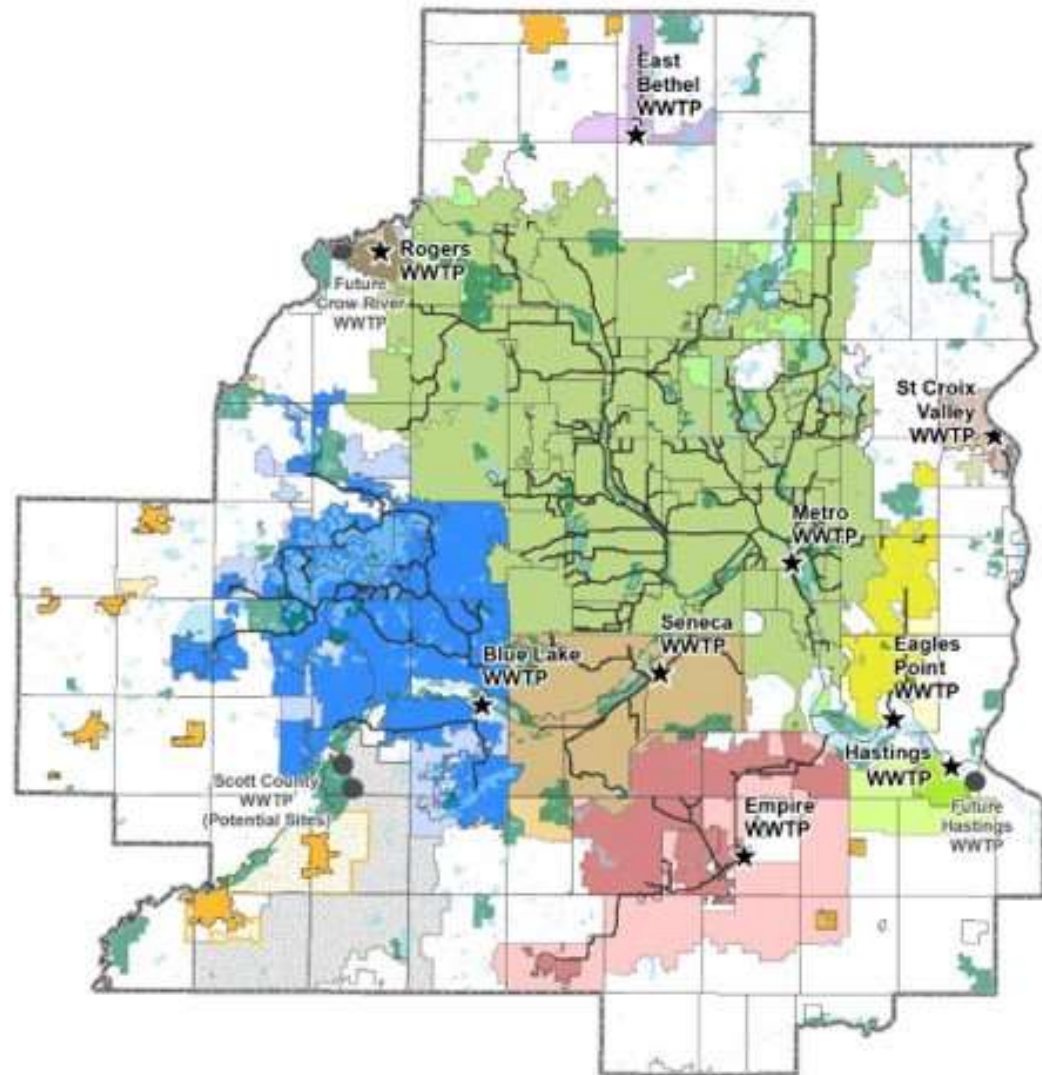 East
Bethel
WWTP
Rogers
WWTP
Future
Crow River
WWTP
St Croix
Valley
WWTP
Metro
WWTP
Seneca
WWTP
Blue Lake
WWTP
Eagles
Point
WWTP
Hastings
WWTP
Scott County
WWTP
(Potential Sites)
Future
Hastings
WWTP
Empire
WWTP